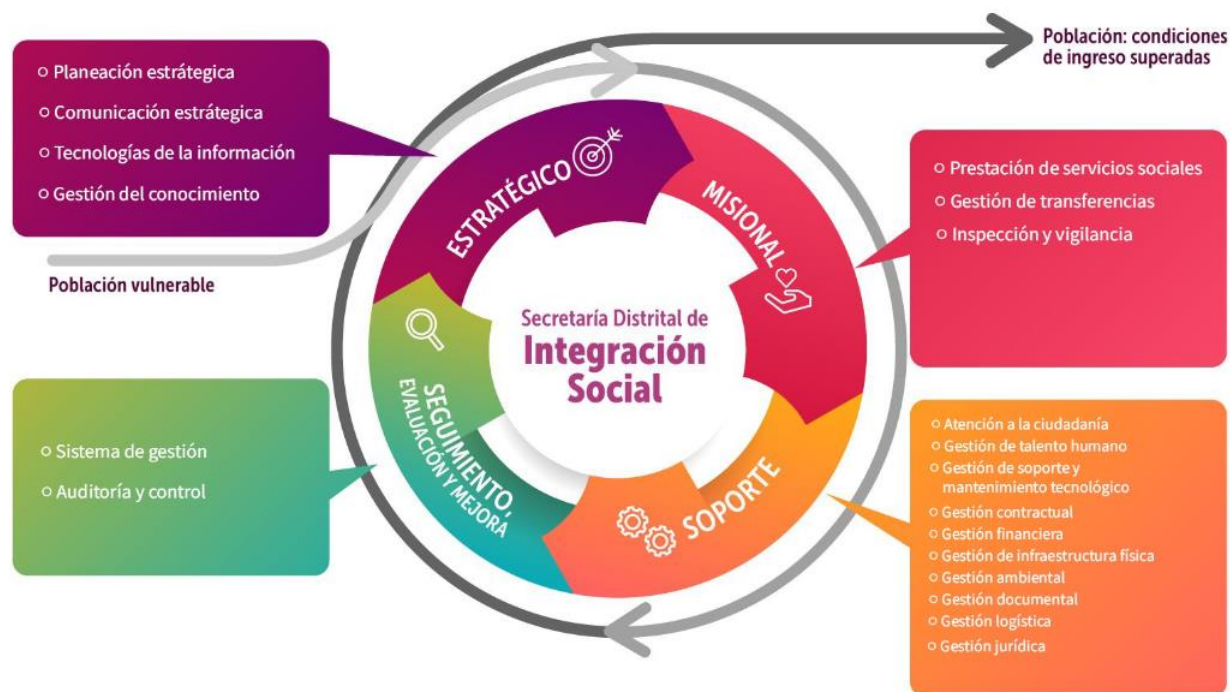 Planeación estrátegica
Comunicación estrátegica
Tecnologías de la información
Gestión del conocimiento
Población vulnerable
Población: condiciones
de ingreso superadas
ESTRATÉGICO
MISIONAL
Prestación de servicios sociales
Gestión de transferencias
Inspección y vigilancia
Secretaría Distrital de
Integración
Social
SEGUIMIENTO,
EVALUACIÓN Y MEJORA
Sistema de gestión
Auditoría y control
SOPORTE
Atención a la ciudadanía
Gestión de talento humano
Gestión de soporte y
mantenimiento tecnológico
Gestión contractual
Gestión financiera
Gestión de infraestructura física
Gestión ambiental
Gestión documental
Gestión logística
Gestión jurídica